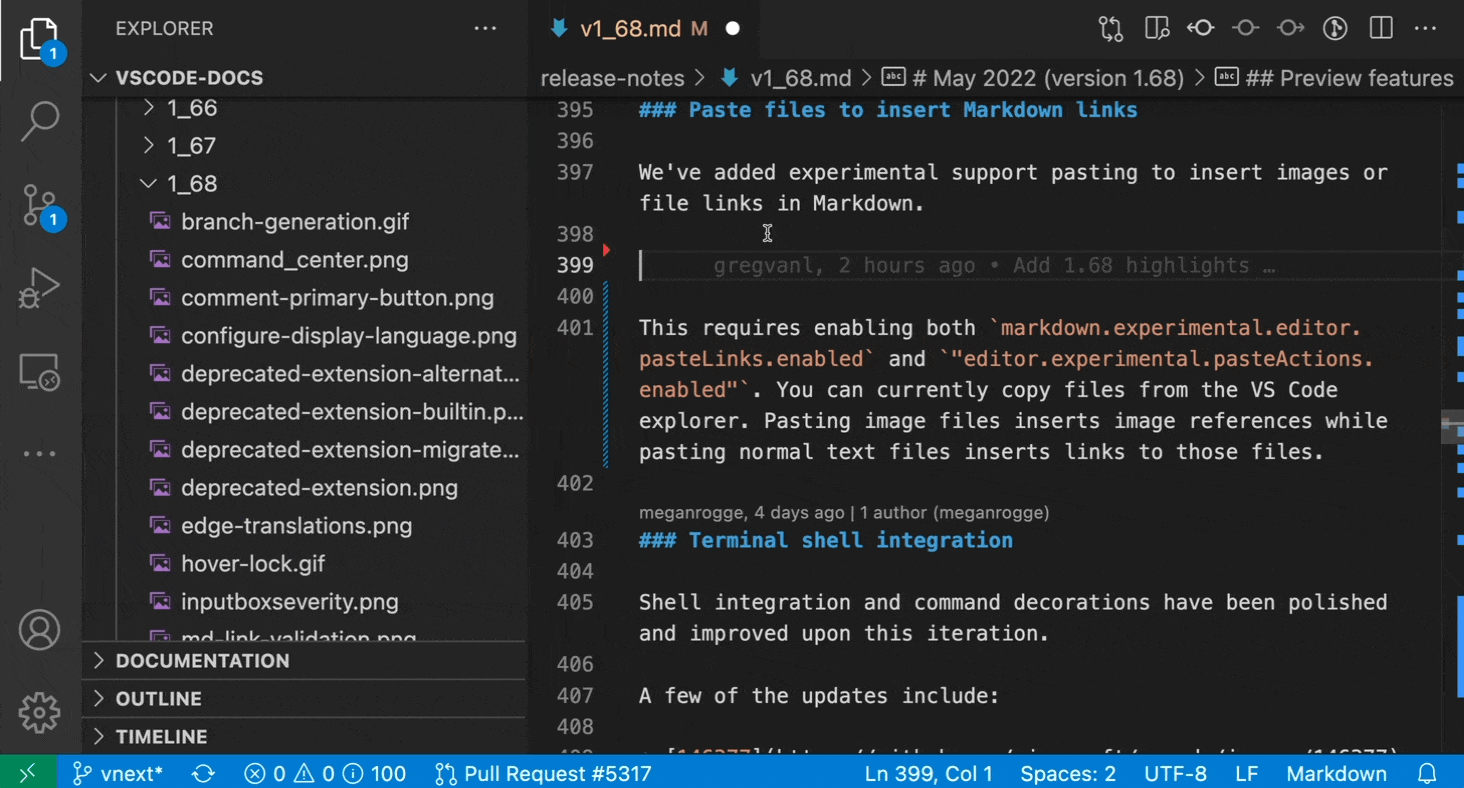 EXPLORER
v1_68.md M
1
VSCODE-DOCS
release-notes > v1_68.md > # May 2022 (version 1.68) > ## Preview features
1_66
1_67
1_68
branch-generation.gif
command_center.png
comment-primary-button.png
configure-display-language.png
deprecated-extension-alternat...
deprecated-extension-builtin.p...
deprecated-extension-migrate...
deprecated-extension.png
edge-translations.png
hover-lock.gif
inputboxseverity.png
md-link-validation.png
1
DOCUMENTATION
OUTLINE
TIMELINE
395 ### Paste files to insert Markdown links
396
397 We've added experimental support pasting to insert images or
file links in Markdown.
398
399 gregvanl, 2 hours ago • Add 1.68 highlights …
400
401 This requires enabling both `markdown.experimental.editor.
pasteLinks.enabled` and `"editor.experimental.pasteActions.
enabled"`. You can currently copy files from the VS Code
explorer. Pasting image files inserts image references while
pasting normal text files inserts links to those files.
402
meganrogge, 4 days ago | 1 author (meganrogge)
403 ### Terminal shell integration
404
405 Shell integration and command decorations have been polished
and improved upon this iteration.
406
407 A few of the updates include:
408
vnext* 0 0 100 Pull Request #5317 Ln 399, Col 1 Spaces: 2 UTF-8 LF Markdown